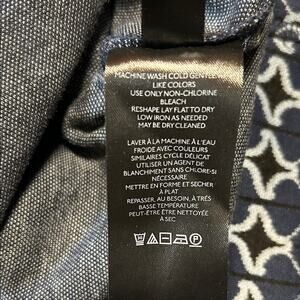 MACHINE WASH COLD GENTLE
LIKE COLORS
USE ONLY NON-CHLORINE
BLEACH
RESHAPE LAY FLAT TO DRY
LOW IRON AS NEEDED
MAY BE DRY CLEANED
LAVER À LA MACHINE À L'EAU
FROIDE AVEC COULEURS
SIMILAIRES CYCLE DÉLICAT
UTILISER UN AGENT DE
BLANCHIMENT SANS CHLORE-SI
NÉCESSAIRE
METTRE EN FORME ET SÉCHER
À PLAT
REPASSER, AU BESOIN, À TRÈS
BASSE TEMPÉRATURE
PEUT-ÊTRE ÊTRE NETTOYÉE
À SEC